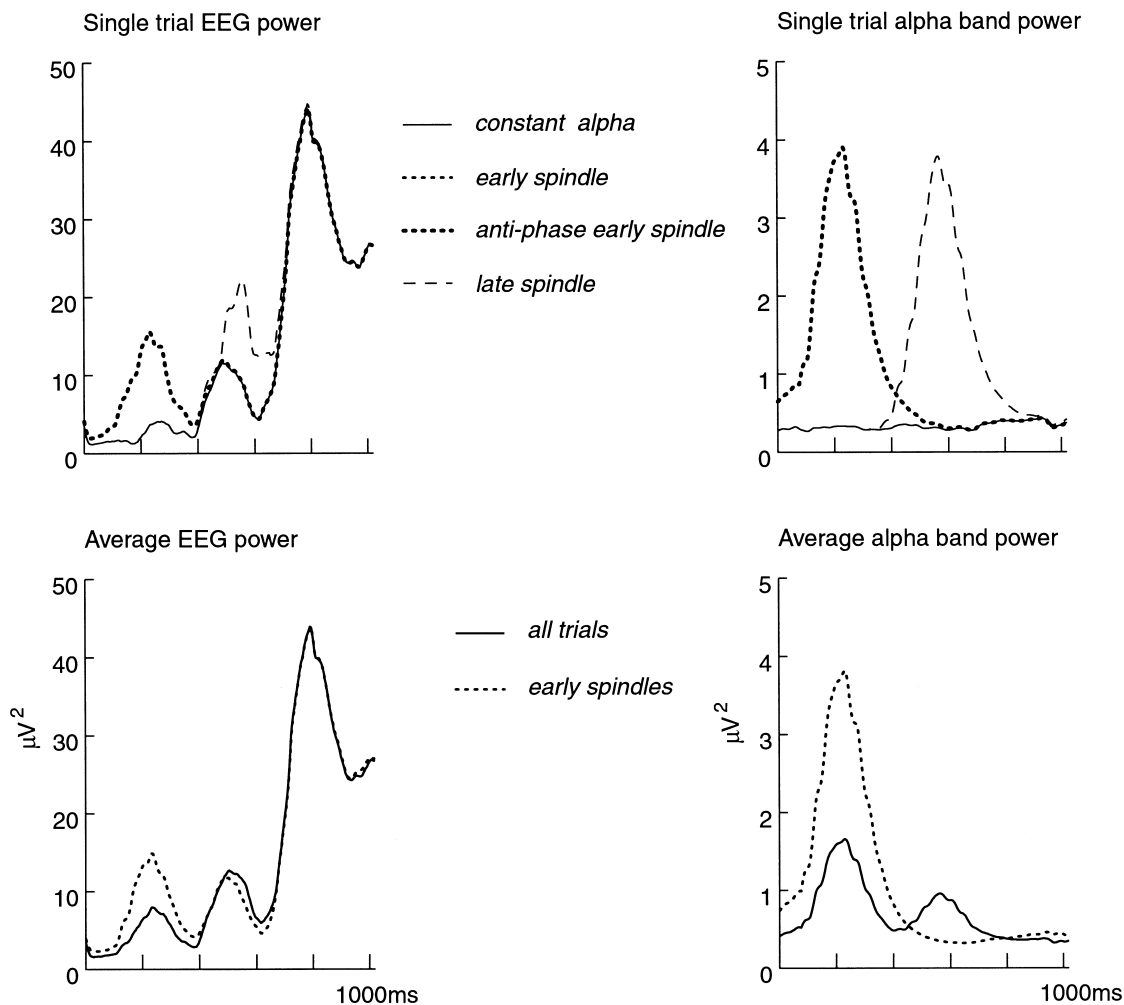 Single trial EEG power
Single trial alpha band power
50
40
30
20
10
0
constant alpha
early spindle
anti-phase early spindle
late spindle
5
4
3
2
1
0
Average EEG power
Average alpha band power
50
40
30
20
10
0
μV²
1000ms
all trials
early spindles
5
4
3
2
1
0
μV²
1000ms